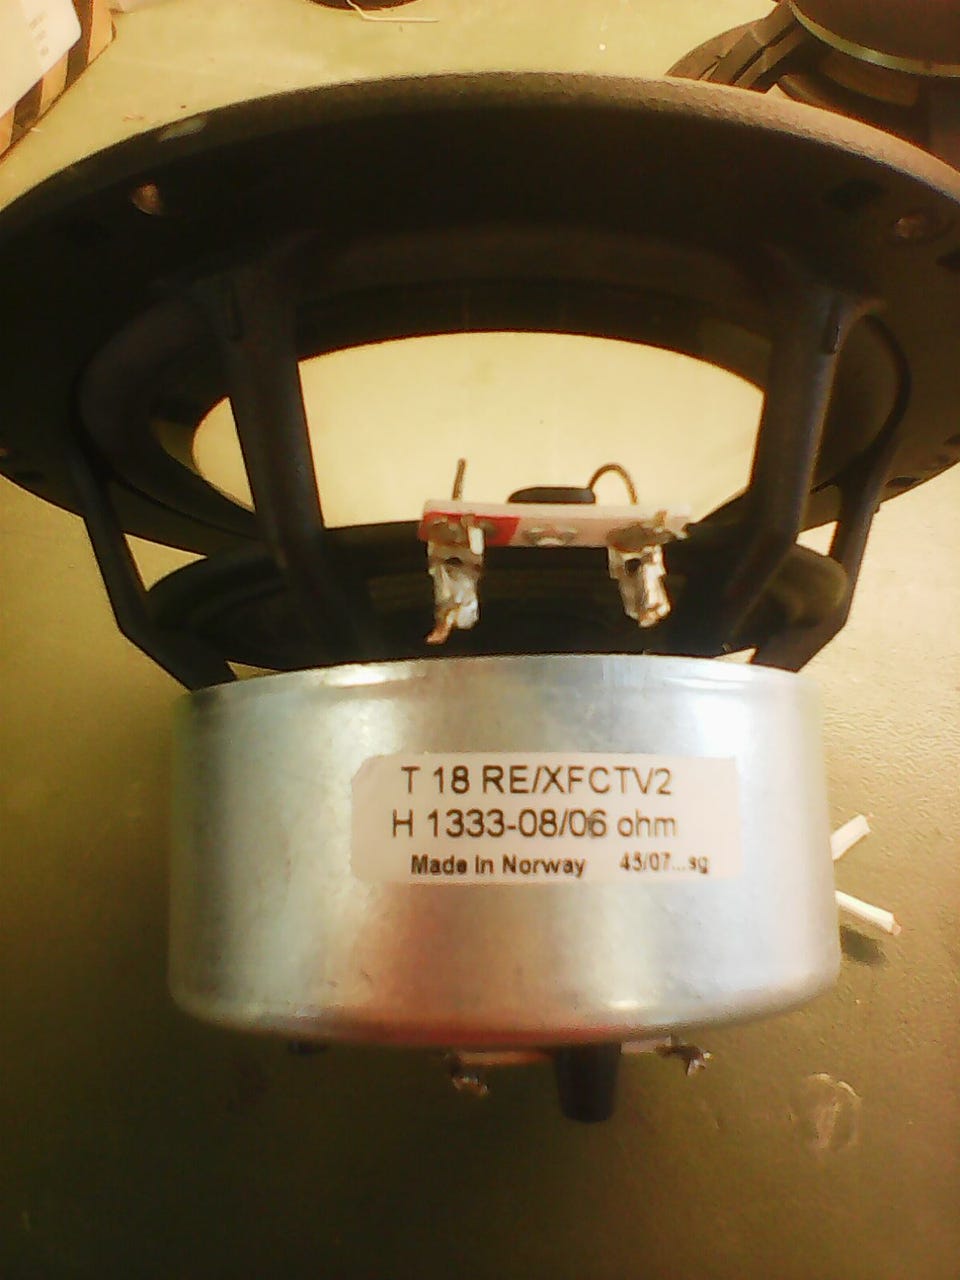 T 18 RE/XFCTV2
H 1333-08/06 ohm
Made In Norway 45/07...sg